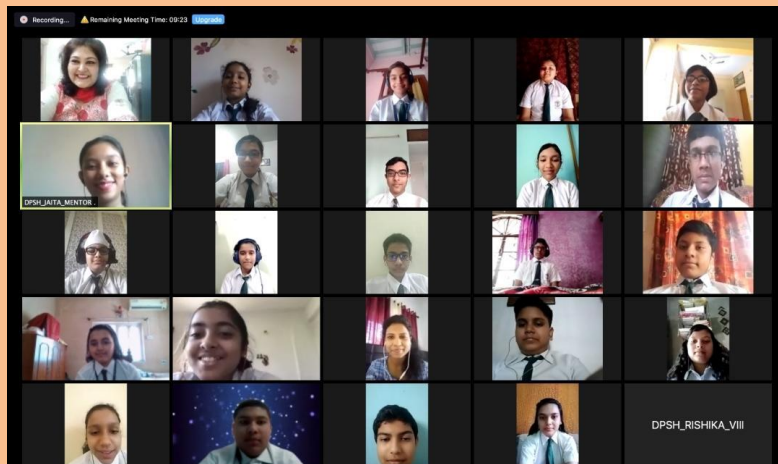 Recording... ⚠ Remaining Meeting Time: 09:23 Upgrade
DPSH_JAITA_MENTOR .
DPSH_RISHIKA_VIII